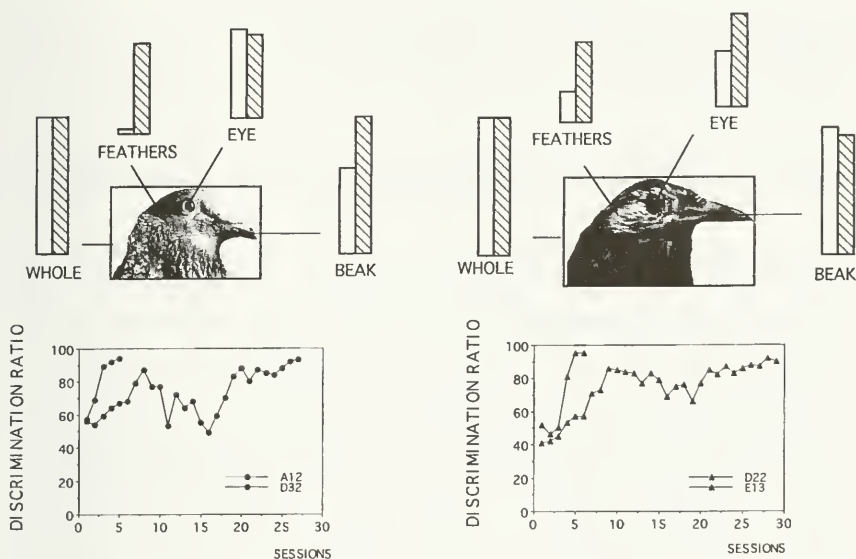 FEATHERS
EYE
WHOLE
BEAK
FEATHERS
EYE
WHOLE
BEAK
DISCRIMINATION RATIO
100
80
60
40
20
0
A12
D32
0 5 10 15 20 25 30
SESSIONS
DISCRIMINATION RATIO
100
80
60
40
20
0
D22
E13
0 5 10 15 20 25 30
SESSIONS